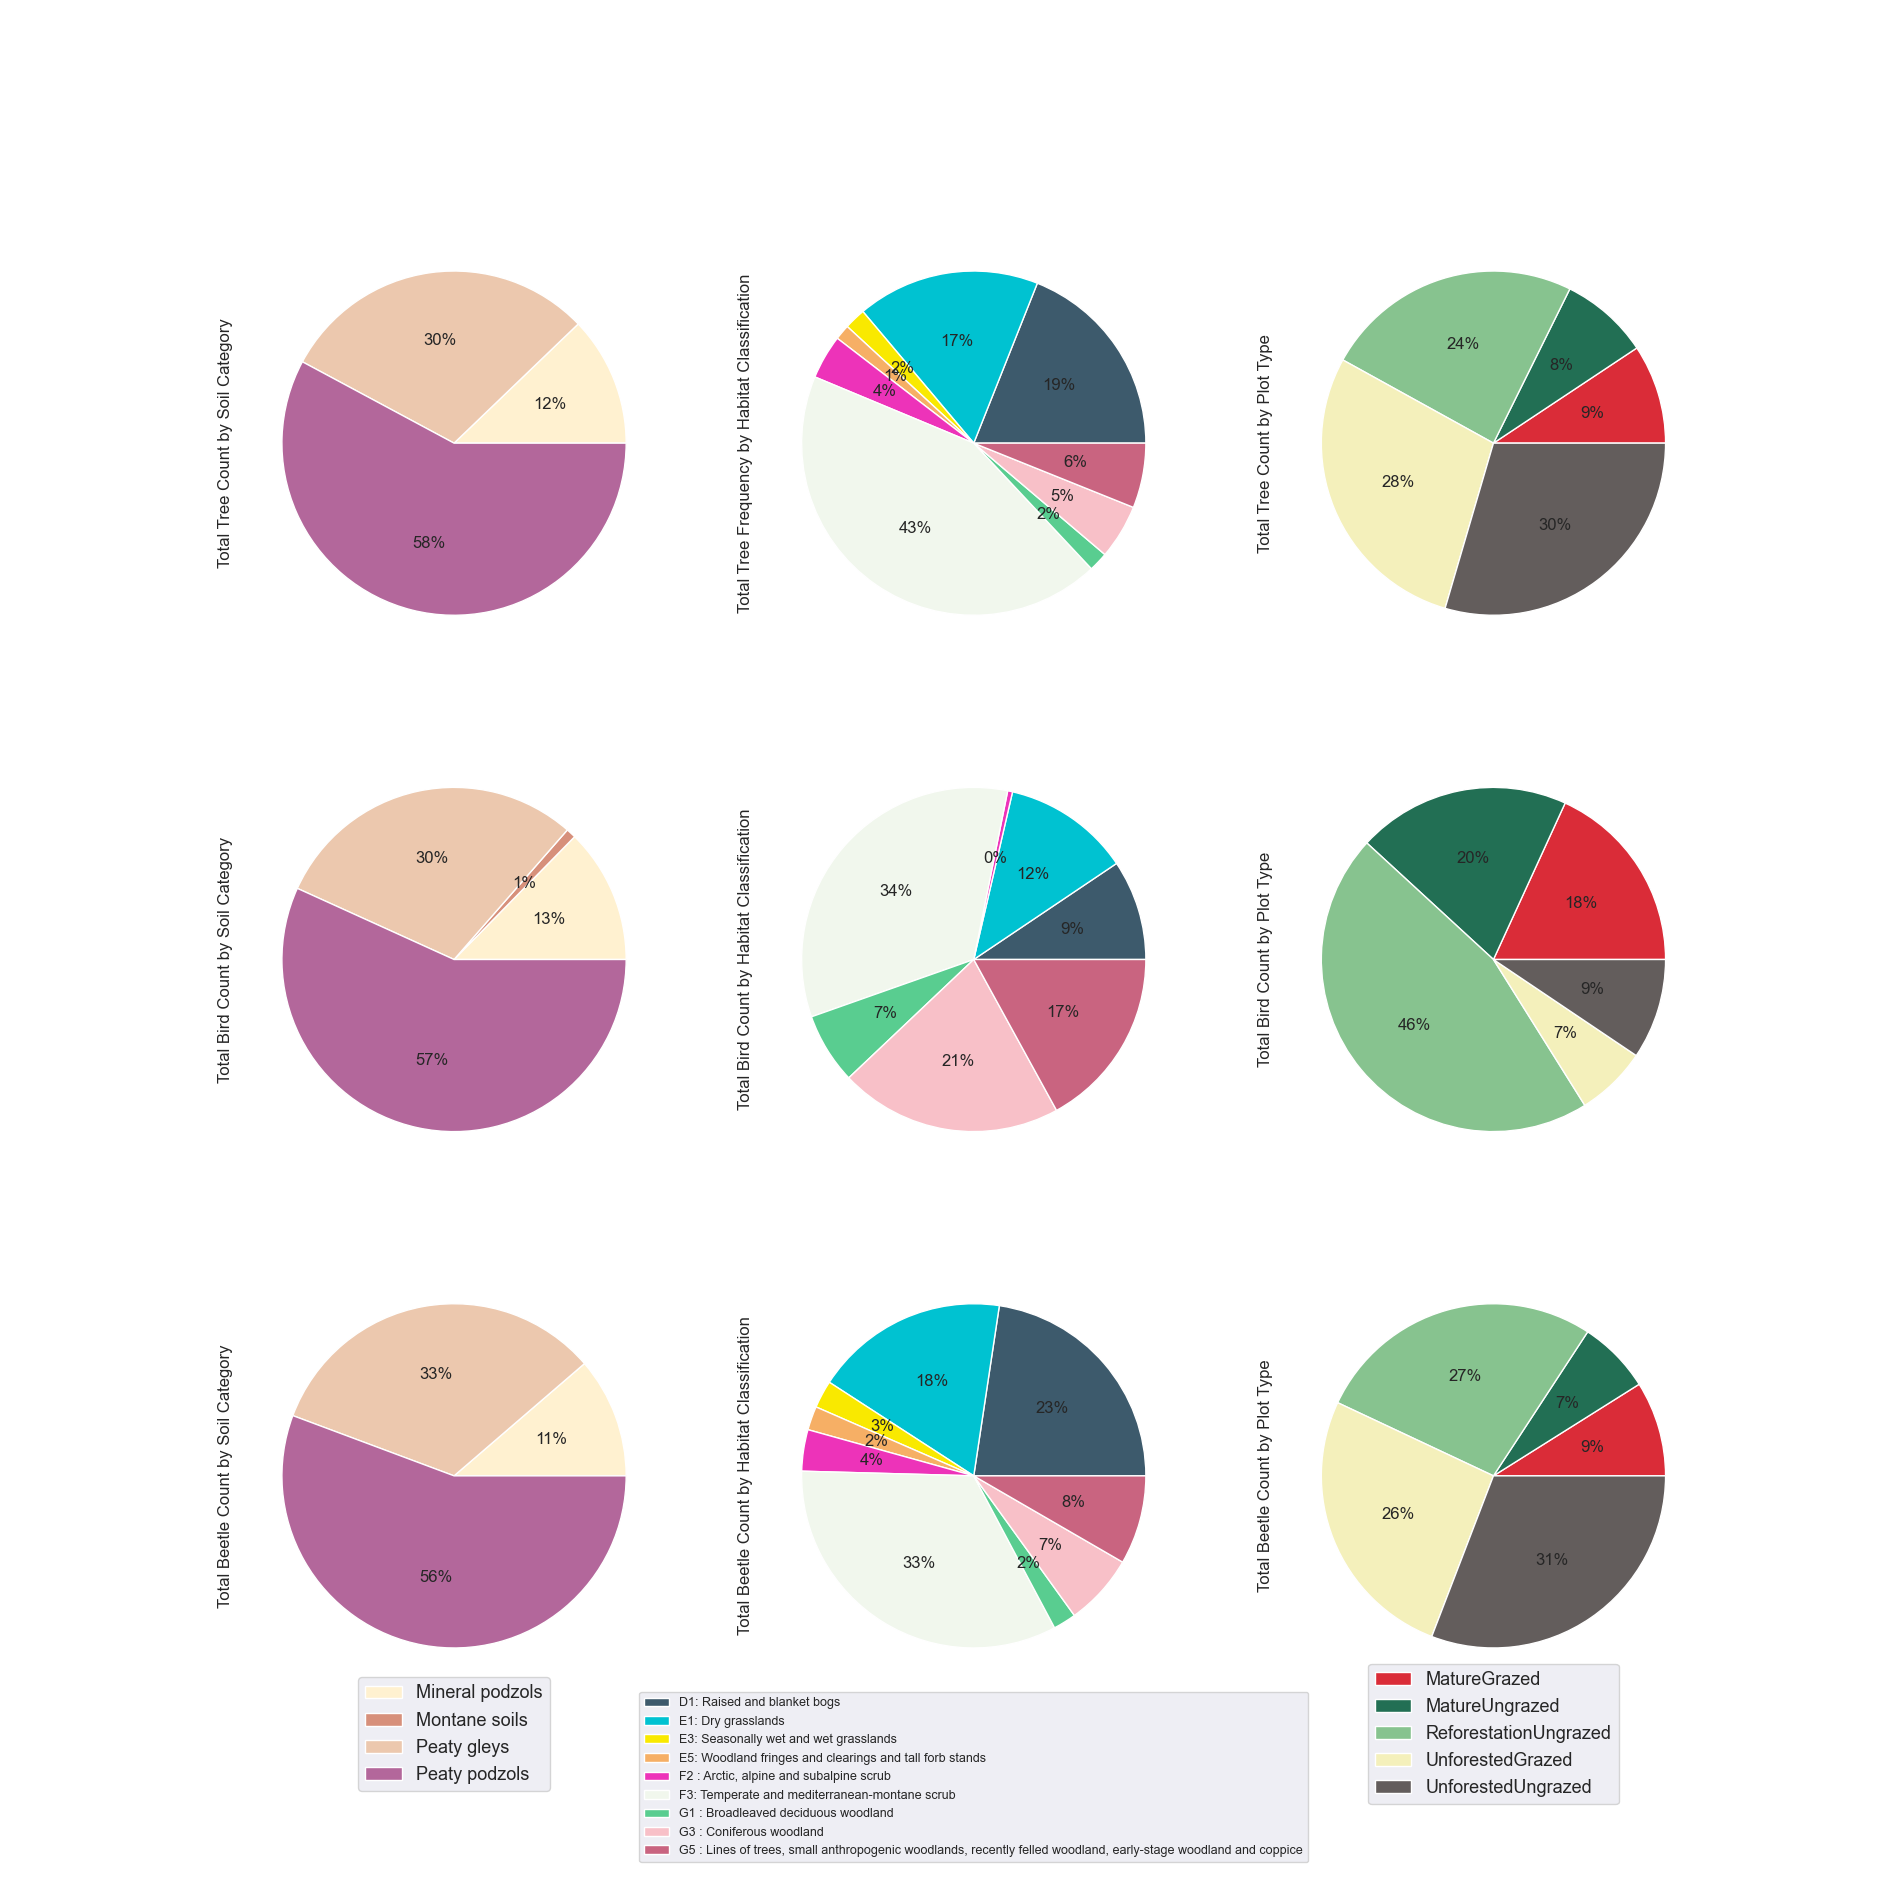 Total Tree Count by Soil Category
30%
12%
58%
Total Tree Frequency by Habitat Classification
17%
19%
2%
1%
4%
43%
6%
5%
2%
Total Tree Count by Plot Type
24%
8%
9%
28%
30%
Total Bird Count by Soil Category
30%
1%
13%
57%
Total Bird Count by Habitat Classification
0%
12%
34%
9%
7%
17%
21%
Total Bird Count by Plot Type
20%
18%
9%
46%
7%
Total Beetle Count by Soil Category
33%
11%
56%
Total Beetle Count by Habitat Classification
18%
23%
3%
2%
4%
8%
7%
33%
2%
Total Beetle Count by Plot Type
27%
7%
9%
26%
31%
Mineral podzols
Montane soils
Peaty gleys
Peaty podzols
D1: Raised and blanket bogs
E1: Dry grasslands
E3: Seasonally wet and wet grasslands
E5: Woodland fringes and clearings and tall forb stands
F2 : Arctic, alpine and subalpine scrub
F3: Temperate and mediterranean-montane scrub
G1 : Broadleaved deciduous woodland
G3 : Coniferous woodland
G5 : Lines of trees, small anthropogenic woodlands, recently felled woodland, early-stage woodland and coppice
MatureGrazed
MatureUngrazed
ReforestationUngrazed
UnforestedGrazed
UnforestedUngrazed